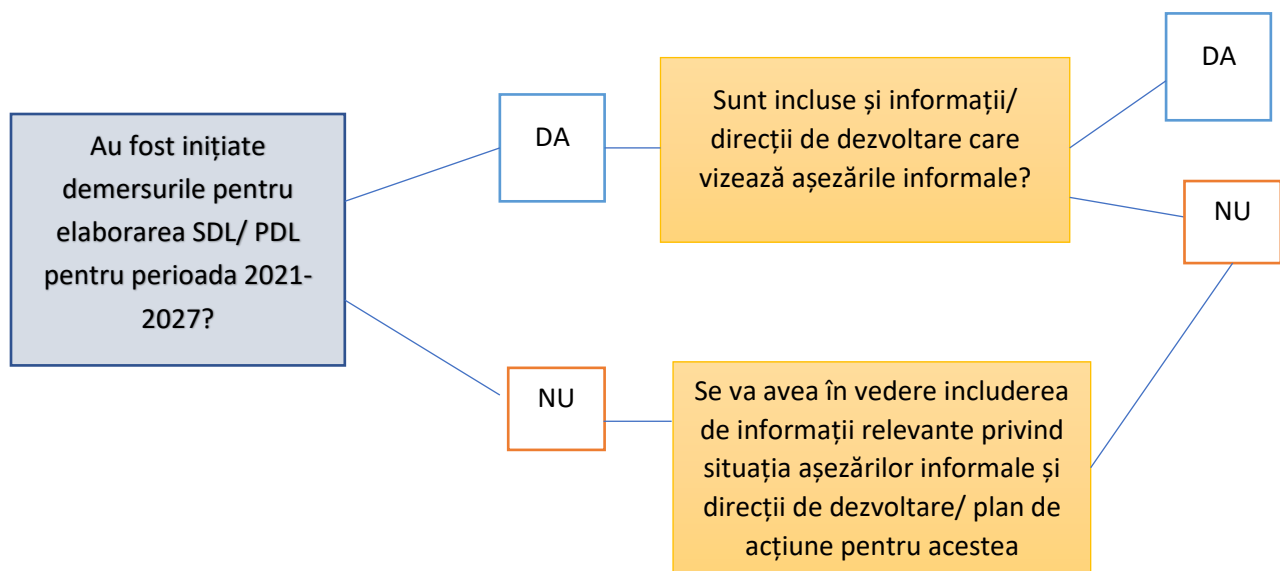 Au fost inițiate
demersurile pentru
elaborarea SDL/ PDL
pentru perioada 2021-
2027?
DA
Sunt incluse și informații/
direcții de dezvoltare care
vizează așezările informale?
DA
NU
NU
Se va avea în vedere includerea
de informații relevante privind
situația așezărilor informale și
direcții de dezvoltare/ plan de
acțiune pentru acestea